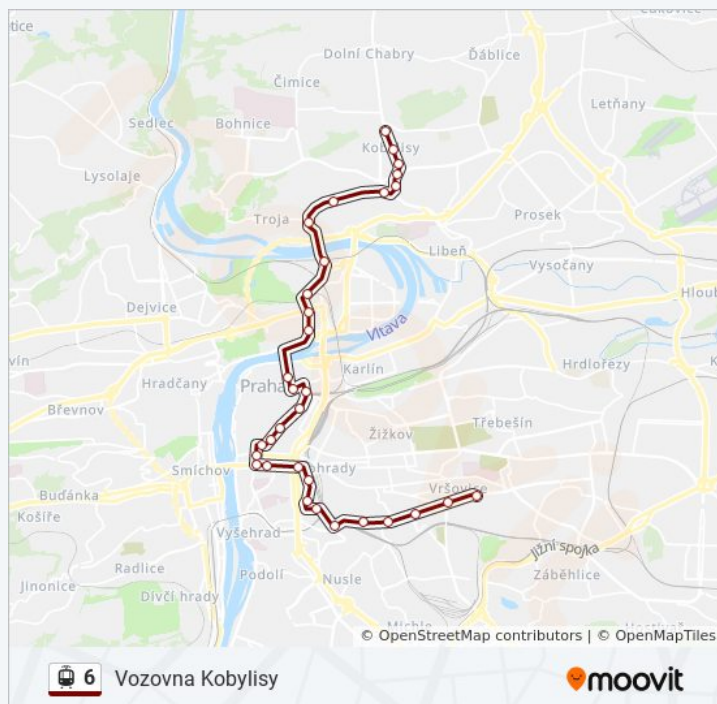 Dolní Chabry
Ďáblice
Čimice
Letňany
Sedlec
Bohnice
Kobylisy
Lysolaje
Troja
Prosek
Libeň
Vysočany
Dejvice
Vltava
Karlín
Hrdlořezy
Hradčany
Praha
Břevnov
Třebešín
Žižkov
Smíchov
Vršovice
Buďánka
Košíře
Vyšehrad
Jižní spojka
Radlice
Podolí
Záběhlice
Jinonice
Dívčí hrady
Nusle
Michle
© OpenStreetMap contributors | © OpenMapTiles
6 Vozovna Kobylisy
moovit